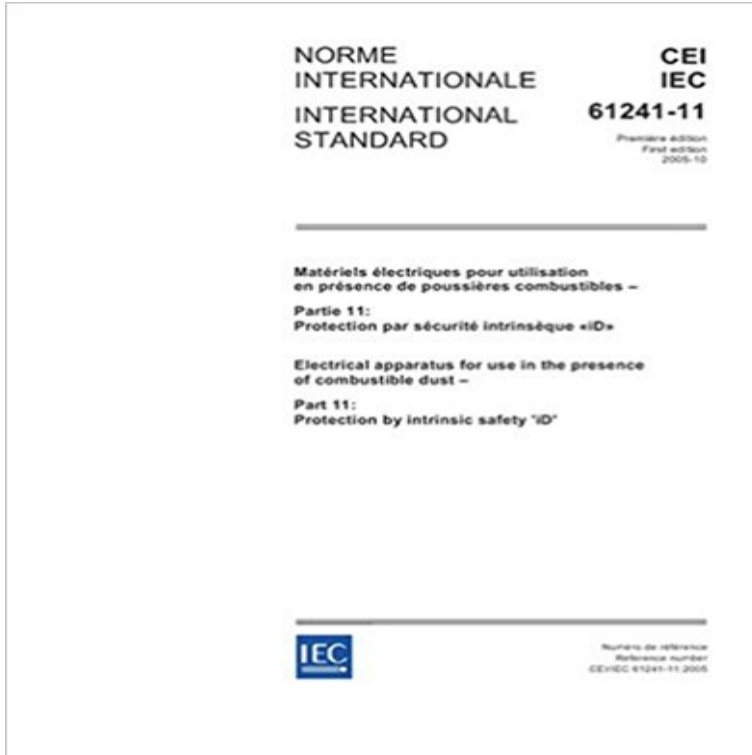 NORME
INTERNATIONALE
CEI
IEC
INTERNATIONAL
STANDARD
61241-11
Première édition
First edition
2005-10
Matériels électriques pour utilisation
en présence de poussières combustibles –
Partie 11:
Protection par sécurité intrinsèque «iD»
Electrical apparatus for use in the presence
of combustible dust –
Part 11:
Protection by intrinsic safety "iD"
IEC
Numéro de référence
Reference number
CEI/IEC 61241-11:2005